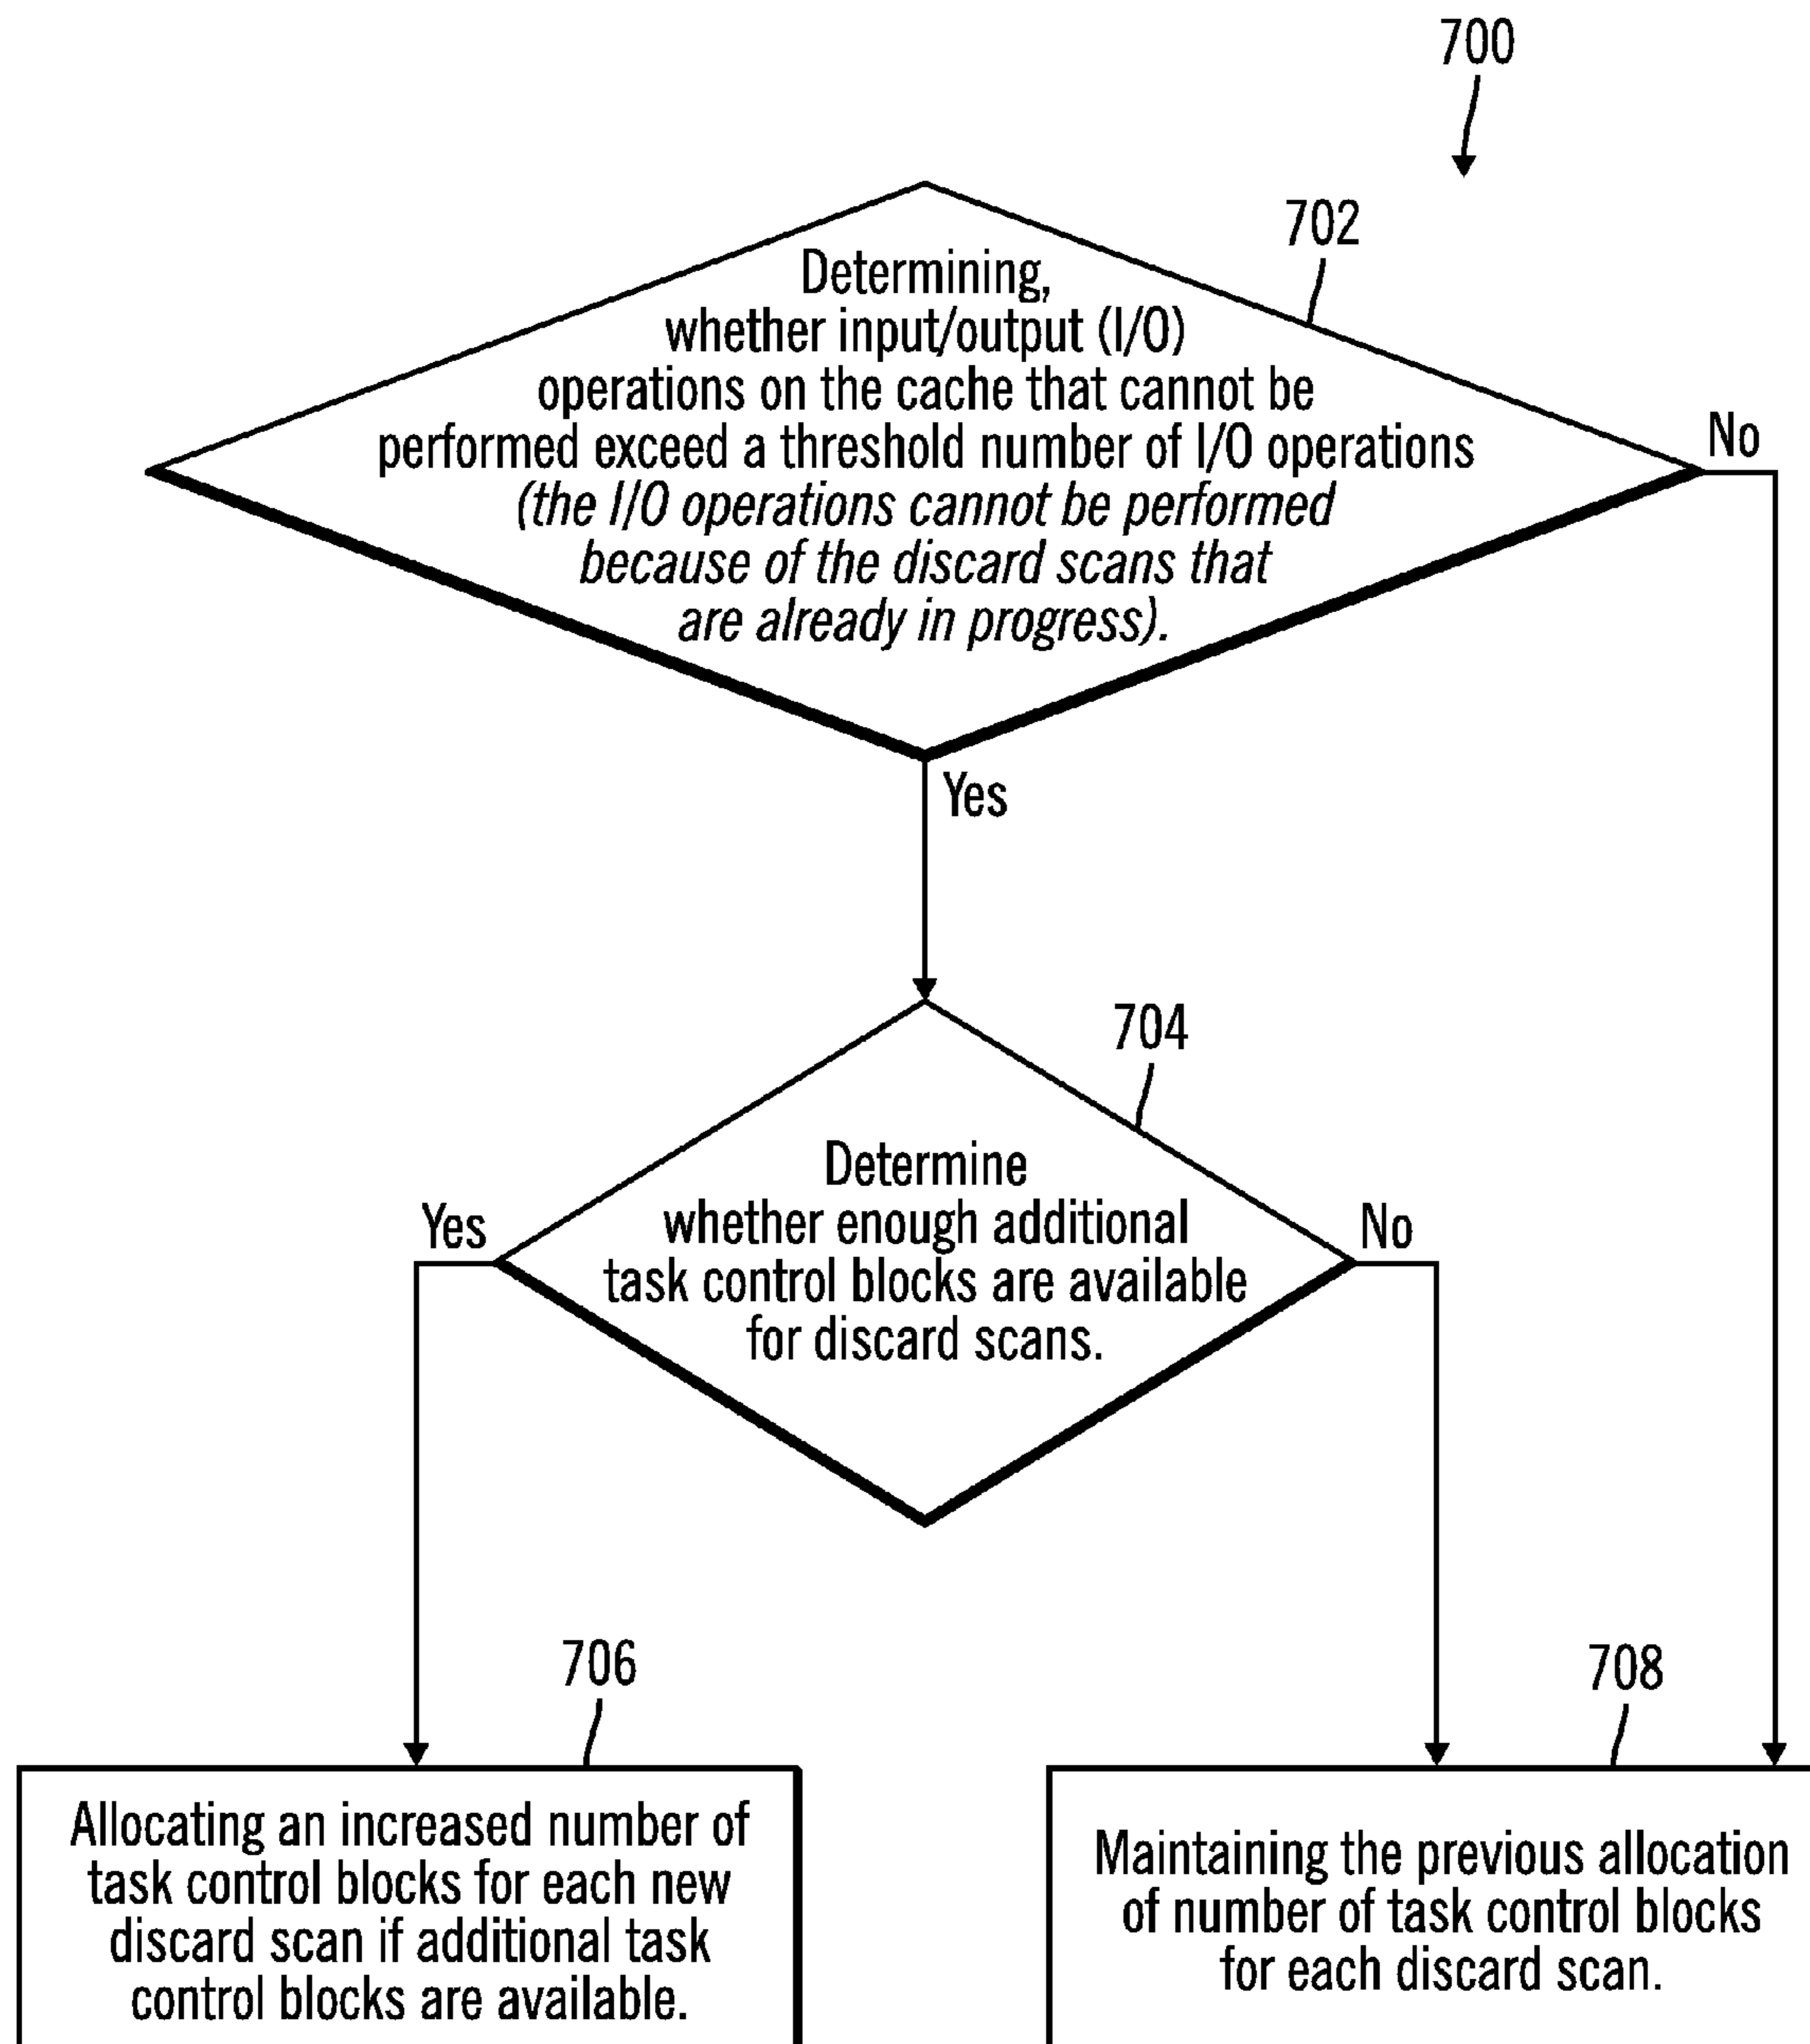 700
702
Determining,
whether input/output (I/O)
operations on the cache that cannot be
performed exceed a threshold number of I/O operations
(the I/O operations cannot be performed
because of the discard scans that
are already in progress).
No
Yes
704
Determine
whether enough additional
task control blocks are available
for discard scans.
Yes
No
706
708
Allocating an increased number of
task control blocks for each new
discard scan if additional task
control blocks are available.
Maintaining the previous allocation
of number of task control blocks
for each discard scan.